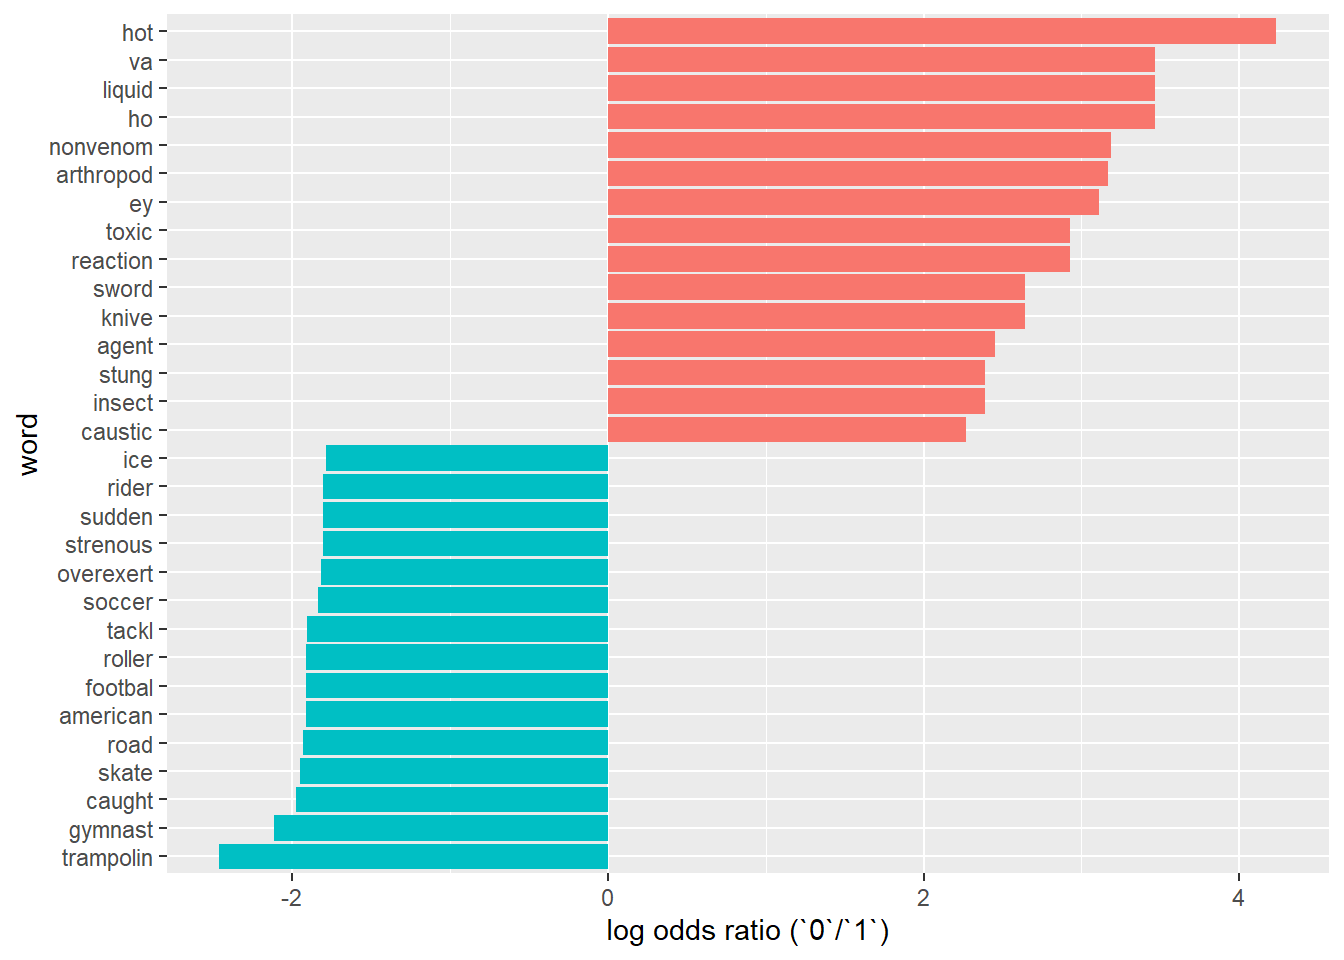 hot
va
liquid
ho
nonvenom
arthropod
ey
toxic
reaction
sword
knive
agent
stung
insect
caustic
ice
rider
sudden
strenous
overexert
soccer
tackl
roller
footbal
american
road
skate
caught
gymnast
trampolin
word
-2 0 2 4
log odds ratio (`0`/`1`)